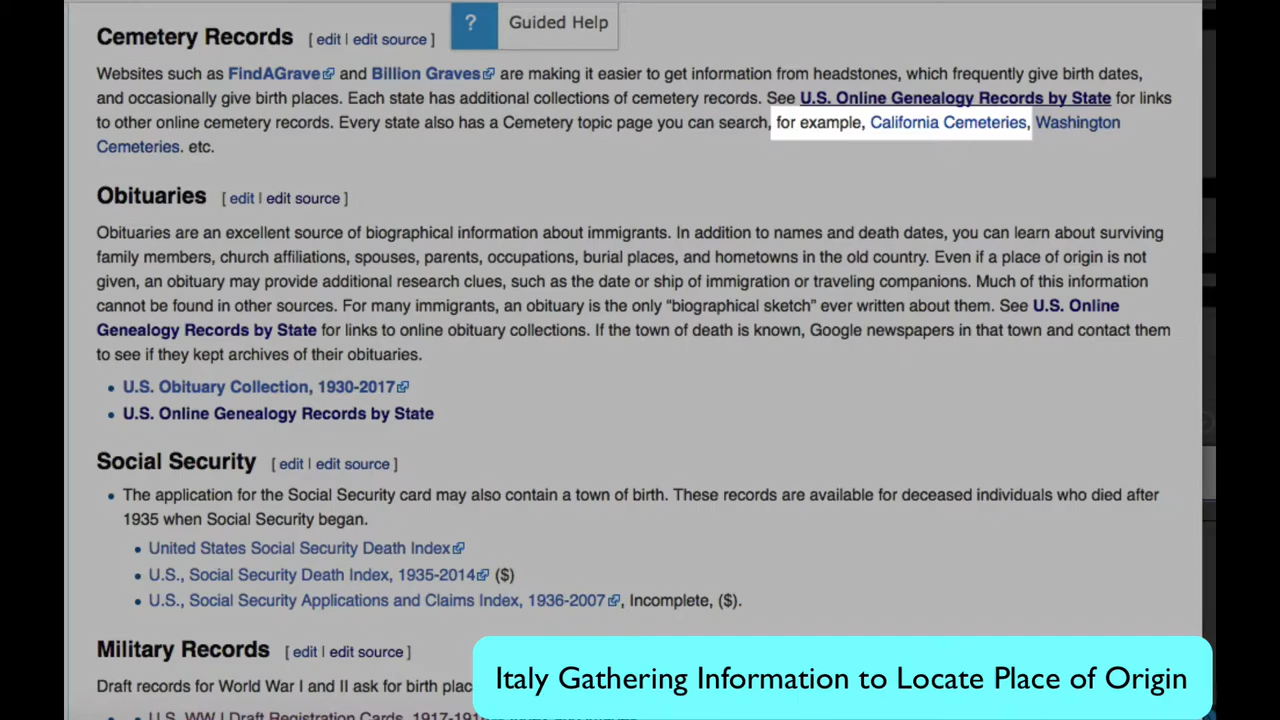 Cemetery Records [ edit | edit source ]
? Guided Help
Websites such as FindAGrave and Billion Graves are making it easier to get information from headstones, which frequently give birth dates,
and occasionally give birth places. Each state has additional collections of cemetery records. See U.S. Online Genealogy Records by State for links
to other online cemetery records. Every state also has a Cemetery topic page you can search, for example, California Cemeteries, Washington
Cemeteries. etc.
Obituaries [ edit | edit source ]
Obituaries are an excellent source of biographical information about immigrants. In addition to names and death dates, you can learn about surviving
family members, church affiliations, spouses, parents, occupations, burial places, and hometowns in the old country. Even if a place of origin is not
given, an obituary may provide additional research clues, such as the date or ship of immigration or traveling companions. Much of this information
cannot be found in other sources. For many immigrants, an obituary is the only “biographical sketch” ever written about them. See U.S. Online
Genealogy Records by State for links to online obituary collections. If the town of death is known, Google newspapers in that town and contact them
to see if they kept archives of their obituaries.
• U.S. Obituary Collection, 1930-2017
• U.S. Online Genealogy Records by State
Social Security [ edit | edit source ]
• The application for the Social Security card may also contain a town of birth. These records are available for deceased individuals who died after
1935 when Social Security began.
• United States Social Security Death Index
• U.S., Social Security Death Index, 1935-2014 ($)
• U.S., Social Security Applications and Claims Index, 1936-2007, Incomplete, ($).
Military Records [ edit | edit source ]
Draft records for World War I and II ask for birth
Italy Gathering Information to Locate Place of Origin
• U.S. WW I Draft Registration Cards,